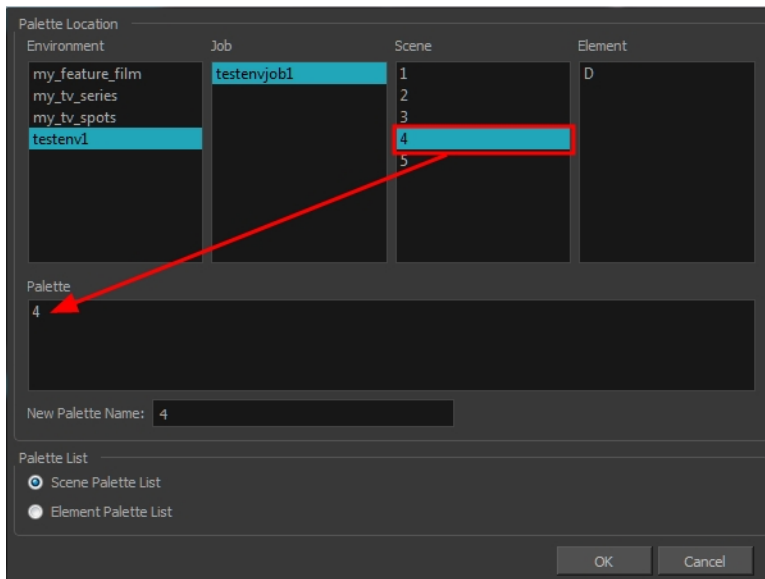 Palette Location
Environment Job Scene Element
my_feature_film testenvjob1 1 D
my_tv_series 2
my_tv_spots 3
testenv1 4
5
Palette
4
New Palette Name: 4
Palette List
Scene Palette List
Element Palette List
OK Cancel